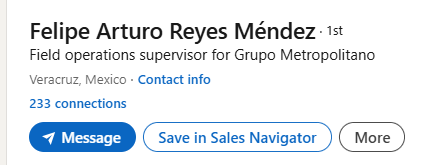 Felipe Arturo Reyes Méndez · 1st
Field operations supervisor for Grupo Metropolitano
Veracruz, Mexico · Contact info
233 connections
Message Save in Sales Navigator More